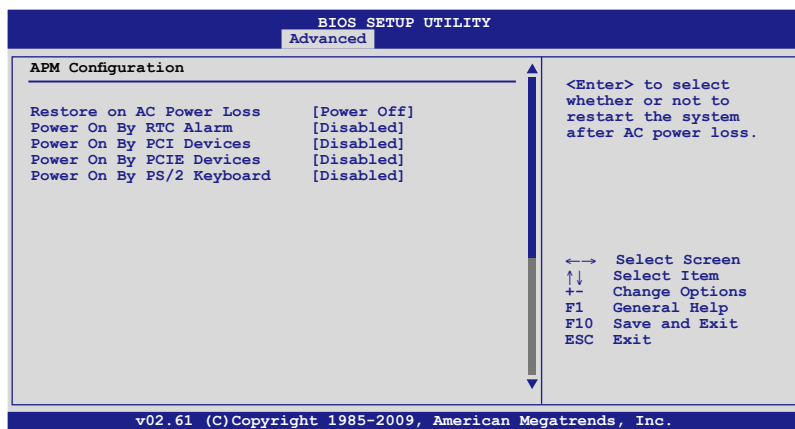 BIOS SETUP UTILITY
Advanced
APM Configuration
Restore on AC Power Loss [Power Off]
Power On By RTC Alarm [Disabled]
Power On By PCI Devices [Disabled]
Power On By PCIE Devices [Disabled]
Power On By PS/2 Keyboard [Disabled]
<Enter> to select
whether or not to
restart the system
after AC power loss.
←→ Select Screen
↑↓ Select Item
+- Change Options
F1 General Help
F10 Save and Exit
ESC Exit
v02.61 (C)Copyright 1985-2009, American Megatrends, Inc.